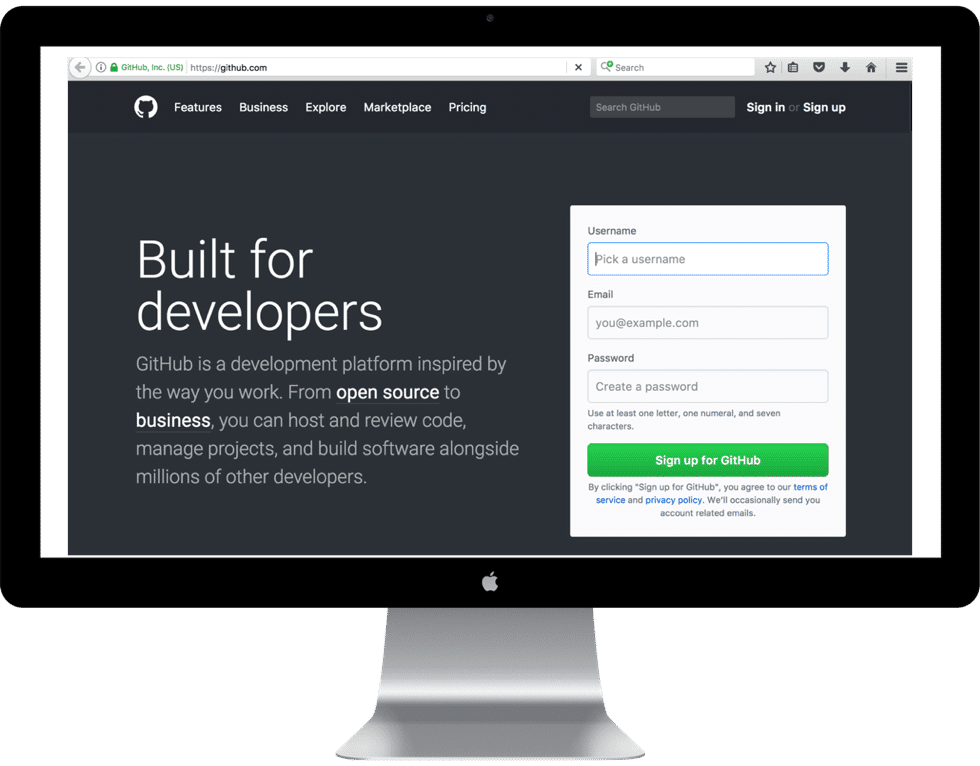 GitHub, Inc. (US) https://github.com Search
Features Business Explore Marketplace Pricing Search GitHub Sign in or Sign up
Built for
developers
GitHub is a development platform inspired by
the way you work. From open source to
business, you can host and review code,
manage projects, and build software alongside
millions of other developers.
Username
Pick a username
Email
you@example.com
Password
Create a password
Use at least one letter, one numeral, and seven
characters.
Sign up for GitHub
By clicking "Sign up for GitHub", you agree to our terms of
service and privacy policy. We'll occasionally send you
account related emails.